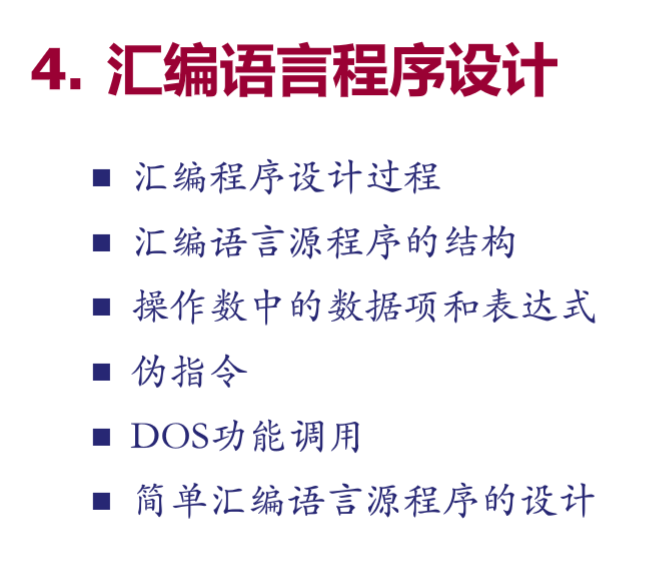 4. 汇编语言程序设计
■ 汇编程序设计过程
■ 汇编语言源程序的结构
■ 操作数中的数据项和表达式
■ 伪指令
■ DOS功能调用
■ 简单汇编语言源程序的设计